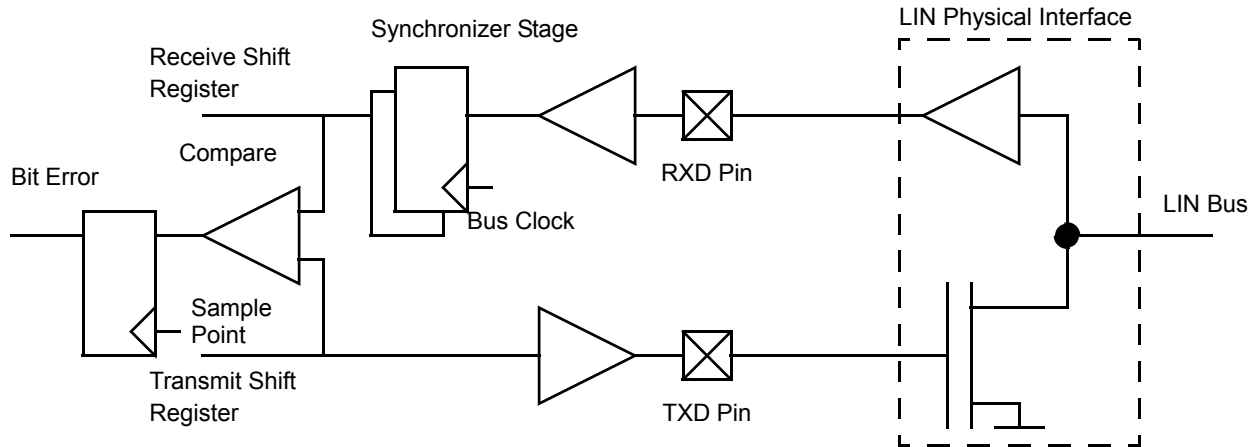 LIN Physical Interface
Synchronizer Stage
Receive Shift
Register
Compare
RXD Pin
Bit Error
Bus Clock
LIN Bus
Sample
Point
Transmit Shift
Register
TXD Pin